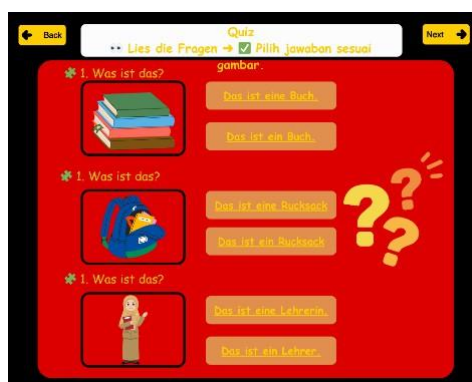 Back
Quiz
Next
•• Lies die Fragen → ✅ Pilih jawaban sesuai
gambar.
1. Was ist das?
Das ist eine Buch.
Das ist ein Buch.
1. Was ist das?
Das ist eine Rucksack
Das ist ein Rucksack
1. Was ist das?
Das ist eine Lehrerin.
Das ist ein Lehrer.